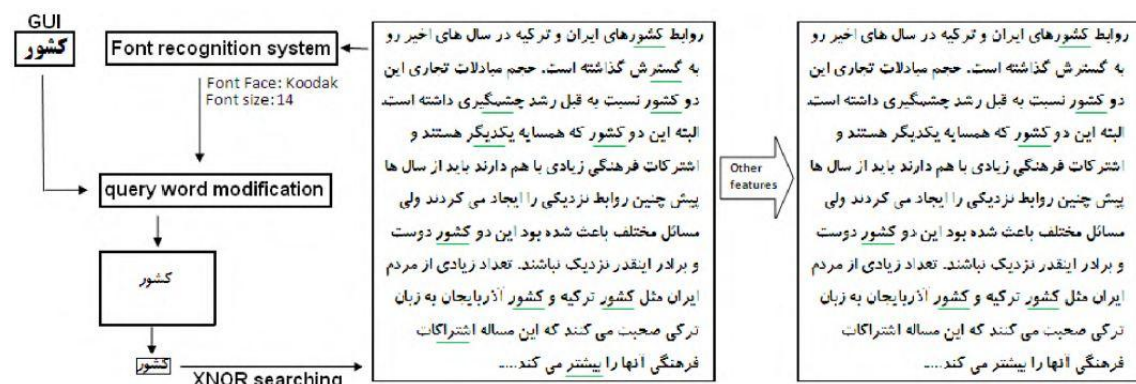 GUI
کشور
Font recognition system
Font Face: Koodak
Font size:14
query word modification
کشور
کشور
XNOR searching
روابط کشورهای ایران و ترکیه در سال های اخیر رو
به گسترش گذاشته است. حجم مبادلات تجاری این
دو کشور نسبت به قبل رشد چشمگیری داشته است.
البته این دو کشور که همسایه یکدیگر هستند و
اشتراکات فرهنگی زیادی با هم دارند باید از سال ها
پیش چنین روابط نزدیکی را ایجاد می کردند ولی
مسائل مختلف باعث شده بود این دو کشور دوست
و برادر اینقدر نزدیک نباشند. تعداد زیادی از مردم
ایران مثل کشور ترکیه و کشور آذربایجان به زبان
ترکی صحبت می کنند که این مساله اشتراکات
فرهنگی آنها را بیشتر می کند.....
Other
features
روابط کشورهای ایران و ترکیه در سال های اخیر رو
به گسترش گذاشته است. حجم مبادلات تجاری این
دو کشور نسبت به قبل رشد چشمگیری داشته است.
البته این دو کشور که همسایه یکدیگر هستند و
اشتراکات فرهنگی زیادی با هم دارند باید از سال ها
پیش چنین روابط نزدیکی را ایجاد می کردند ولی
مسائل مختلف باعث شده بود این دو کشور دوست
و برادر اینقدر نزدیک نباشند. تعداد زیادی از مردم
ایران مثل کشور ترکیه و کشور آذربایجان به زبان
ترکی صحبت می کنند که این مساله اشتراکات
فرهنگی آنها را بیشتر می کند.....